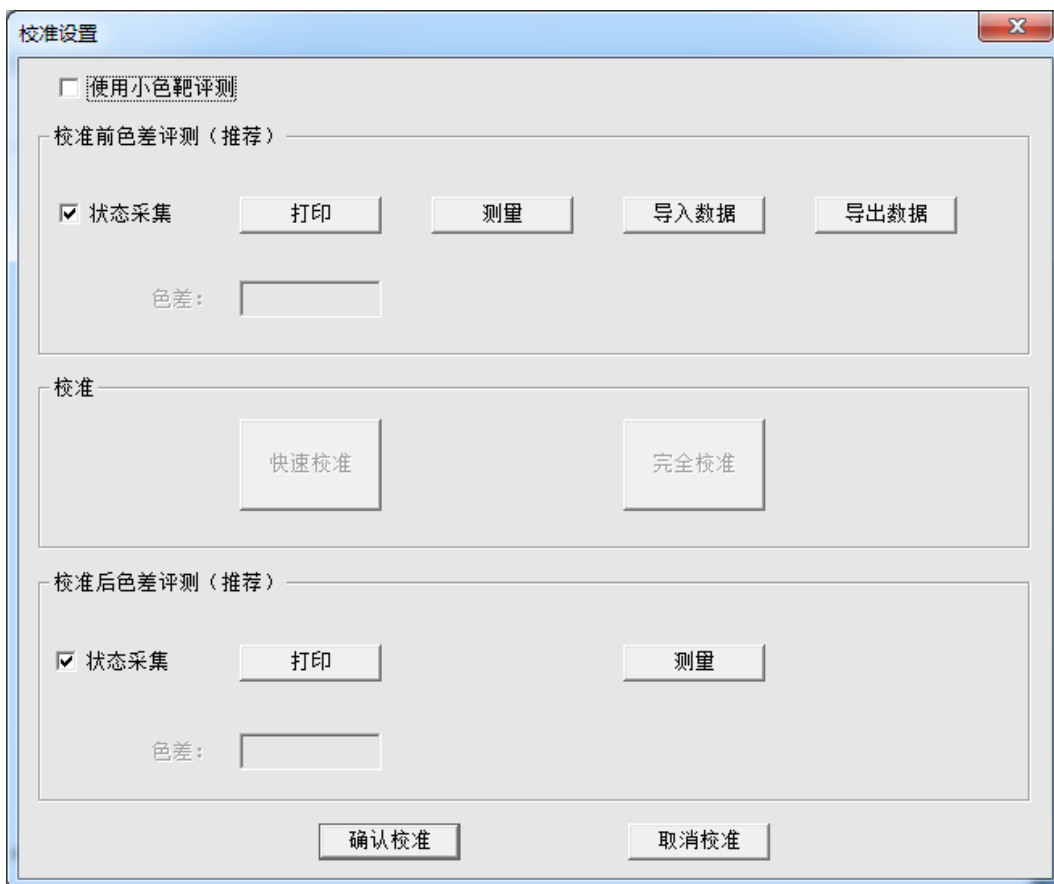 校准设置
使用小色靶评测
校准前色差评测（推荐）
状态采集 打印 测量 导入数据 导出数据
色差：
校准
快速校准 完全校准
校准后色差评测（推荐）
状态采集 打印 测量
色差：
确认校准 取消校准